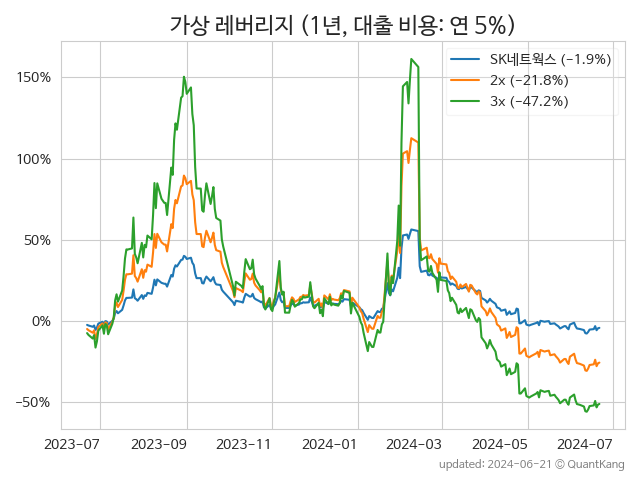 가상 레버리지 (1년, 대출 비용: 연 5%)
SK네트웍스 (−1.9%)
2x (−21.8%)
3x (−47.2%)
150%
100%
50%
0%
−50%
2023-07 2023-09 2023-11 2024-01 2024-03 2024-05 2024-07
updated: 2024-06-21 © QuantKang